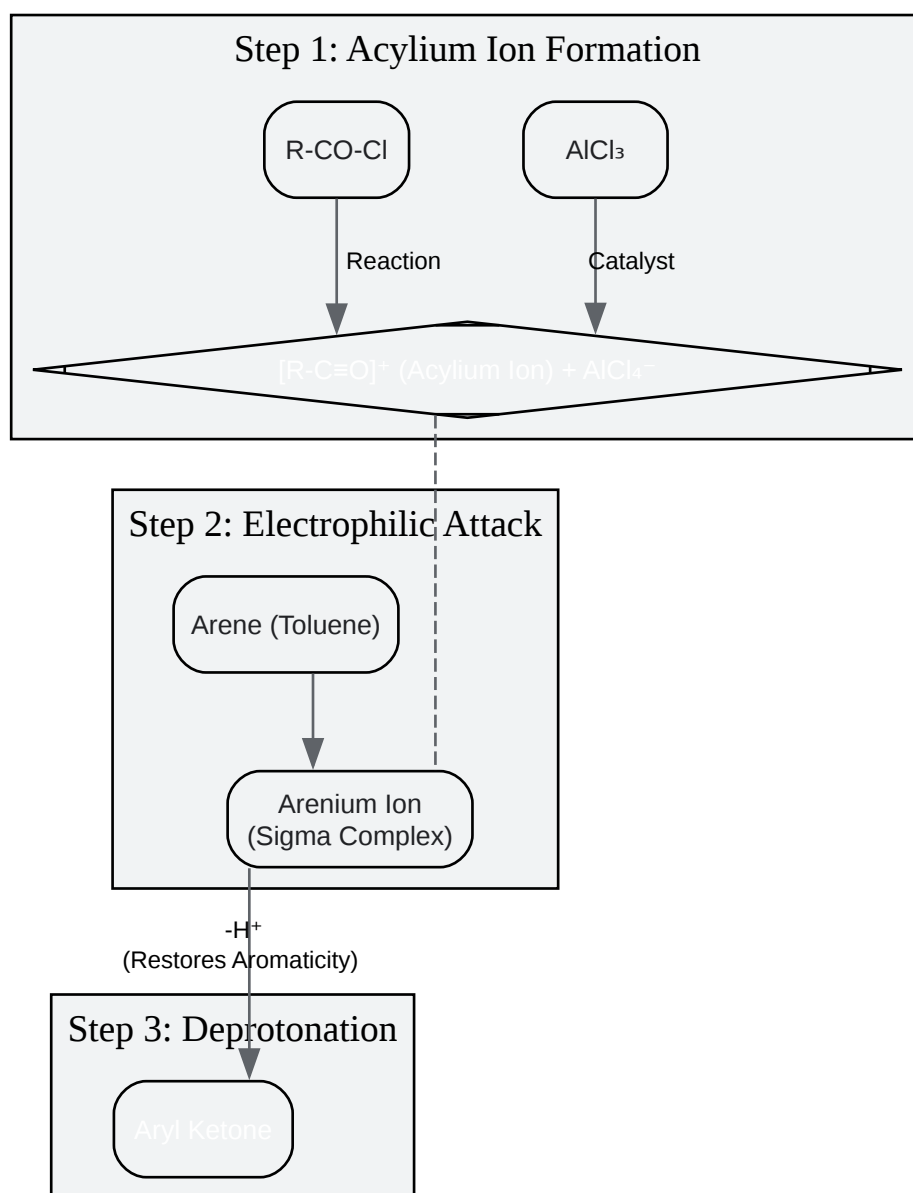 Step 1: Acylium Ion Formation
R-CO-Cl
AlCl₃
Reaction
Catalyst
[R-C≡O]⁺ (Acylium Ion) + AlCl₄⁻
Step 2: Electrophilic Attack
Arene (Toluene)
Arenium Ion
(Sigma Complex)
-H⁺
(Restores Aromaticity)
Step 3: Deprotonation
Aryl Ketone